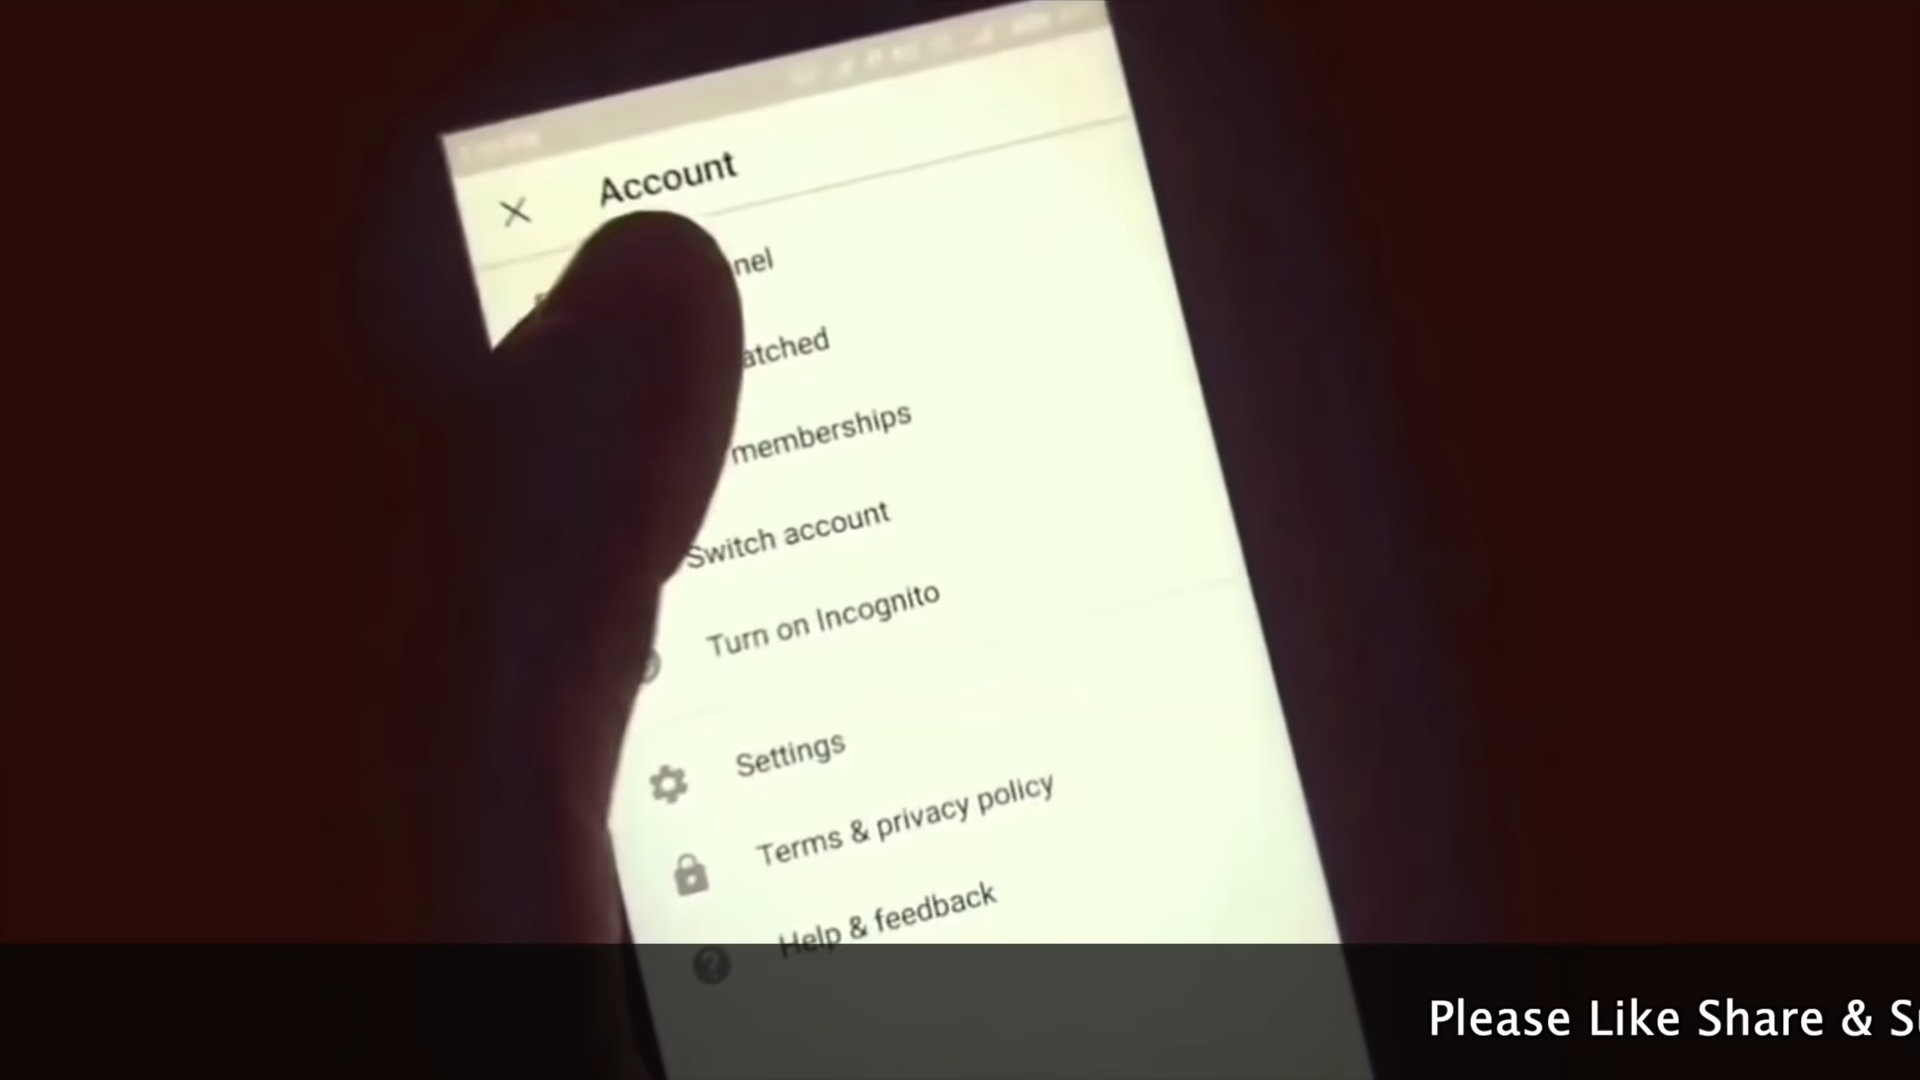 Account
nel
atched
memberships
Switch account
Turn on Incognito
Settings
Terms & privacy policy
Help & feedback
Please Like Share & S